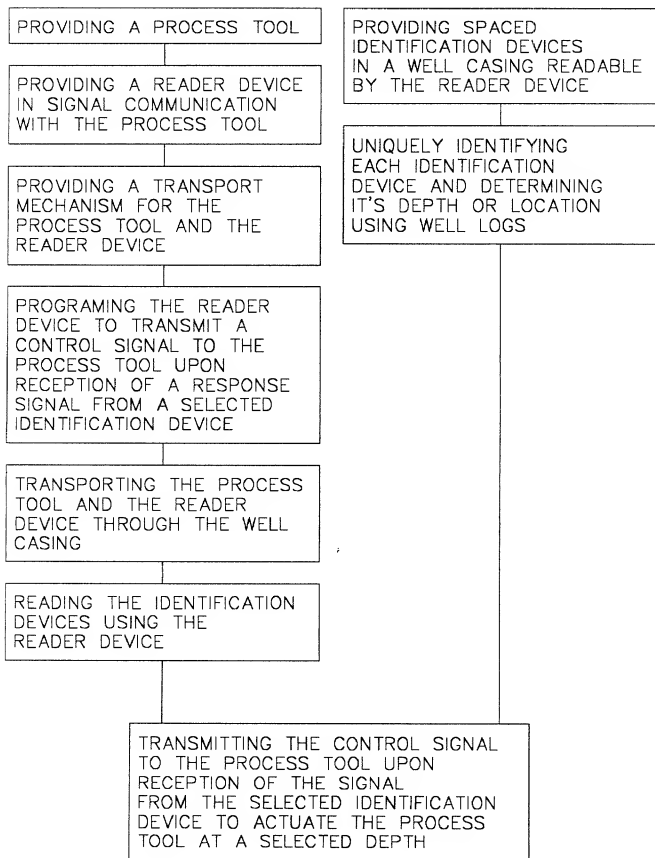 PROVIDING A PROCESS TOOL
PROVIDING A READER DEVICE
IN SIGNAL COMMUNICATION
WITH THE PROCESS TOOL
PROVIDING A TRANSPORT
MECHANISM FOR THE
PROCESS TOOL AND THE
READER DEVICE
PROGRAMING THE READER
DEVICE TO TRANSMIT A
CONTROL SIGNAL TO THE
PROCESS TOOL UPON
RECEPTION OF A RESPONSE
SIGNAL FROM A SELECTED
IDENTIFICATION DEVICE
TRANSPORTING THE PROCESS
TOOL AND THE READER
DEVICE THROUGH THE WELL
CASING
READING THE IDENTIFICATION
DEVICES USING THE
READER DEVICE
PROVIDING SPACED
IDENTIFICATION DEVICES
IN A WELL CASING READABLE
BY THE READER DEVICE
UNIQUELY IDENTIFYING
EACH IDENTIFICATION
DEVICE AND DETERMINING
IT'S DEPTH OR LOCATION
USING WELL LOGS
TRANSMITTING THE CONTROL SIGNAL
TO THE PROCESS TOOL UPON
RECEPTION OF THE SIGNAL
FROM THE SELECTED IDENTIFICATION
DEVICE TO ACTUATE THE PROCESS
TOOL AT A SELECTED DEPTH